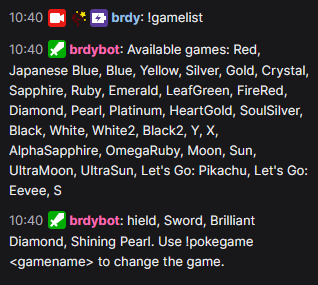 10:40 brdy: !gamelist
10:40 brdybot: Available games: Red,
Japanese Blue, Blue, Yellow, Silver, Gold, Crystal,
Sapphire, Ruby, Emerald, LeafGreen, FireRed,
Diamond, Pearl, Platinum, HeartGold, SoulSilver,
Black, White, White2, Black2, Y, X,
AlphaSapphire, OmegaRuby, Moon, Sun,
UltraMoon, UltraSun, Let's Go: Pikachu, Let's Go:
Eevee, S
10:40 brdybot: hield, Sword, Brilliant
Diamond, Shining Pearl. Use !pokegame
<gamename> to change the game.